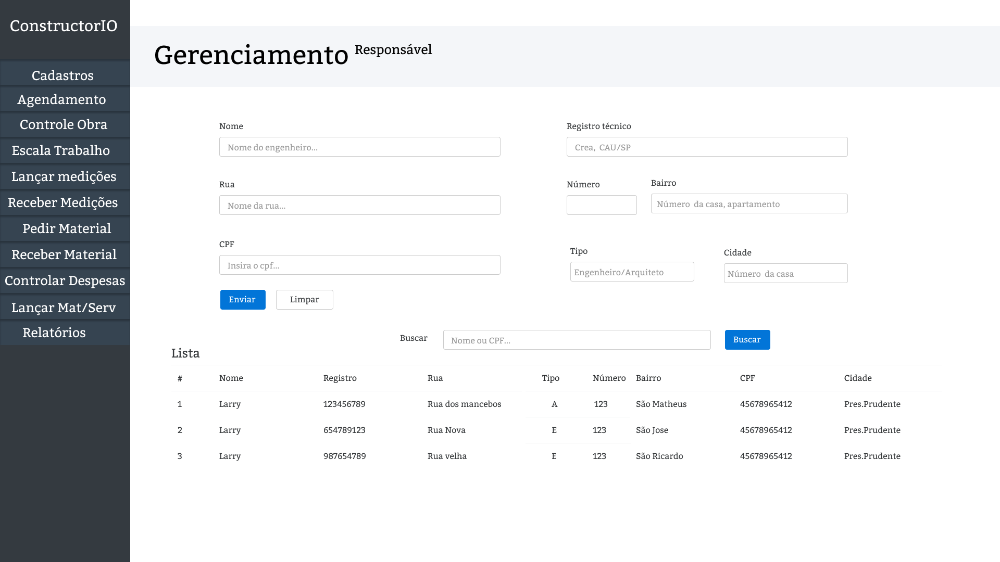 ConstructorIO
Cadastros
Agendamento
Controle Obra
Escala Trabalho
Lançar medições
Receber Medições
Pedir Material
Receber Material
Controlar Despesas
Lançar Mat/Serv
Relatórios
Gerenciamento Responsável
Nome
Nome do engenheiro...
Registro técnico
Crea,  CAU/SP
Rua
Nome da rua...
Número
Bairro
Número  da casa, apartamento
CPF
Insira o cpf...
Tipo
Engenheiro/Arquiteto
Cidade
Número  da casa
Enviar
Limpar
Buscar
Nome ou CPF...
Buscar
Lista
# Nome Registro Rua Tipo Número Bairro CPF Cidade
1 Larry 123456789 Rua dos mancebos A 123 São Matheus 45678965412 Pres.Prudente
2 Larry 654789123 Rua Nova E 123 São Jose 45678965412 Pres.Prudente
3 Larry 987654789 Rua velha E 123 São Ricardo 45678965412 Pres.Prudente